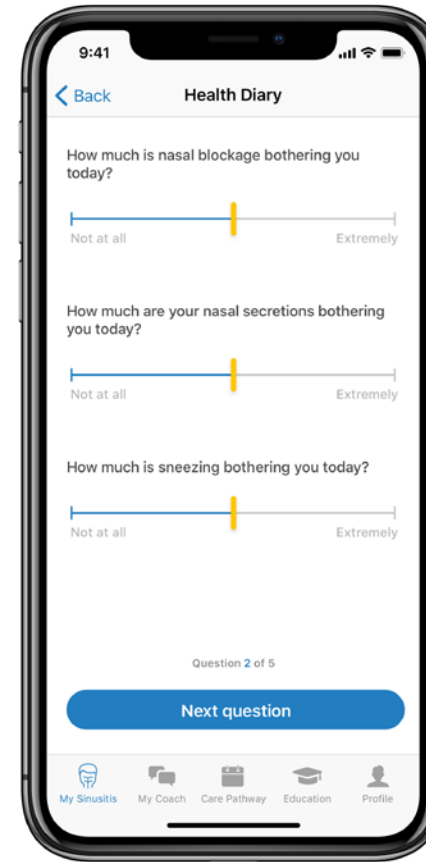 9:41
Back
Health Diary
How much is nasal blockage bothering you
today?
Not at all
Extremely
How much are your nasal secretions bothering
you today?
Not at all
Extremely
How much is sneezing bothering you today?
Not at all
Extremely
Question 2 of 5
Next question
My Sinusitis
My Coach
Care Pathway
Education
Profile